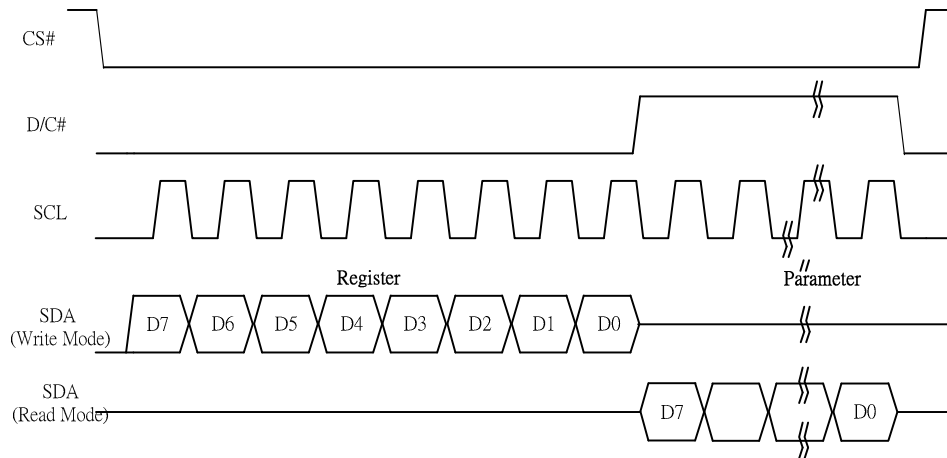 CS#
D/C#
SCL
Register
Parameter
SDA
(Write Mode)
D7 D6 D5 D4 D3 D2 D1 D0
SDA
(Read Mode)
D7 D0